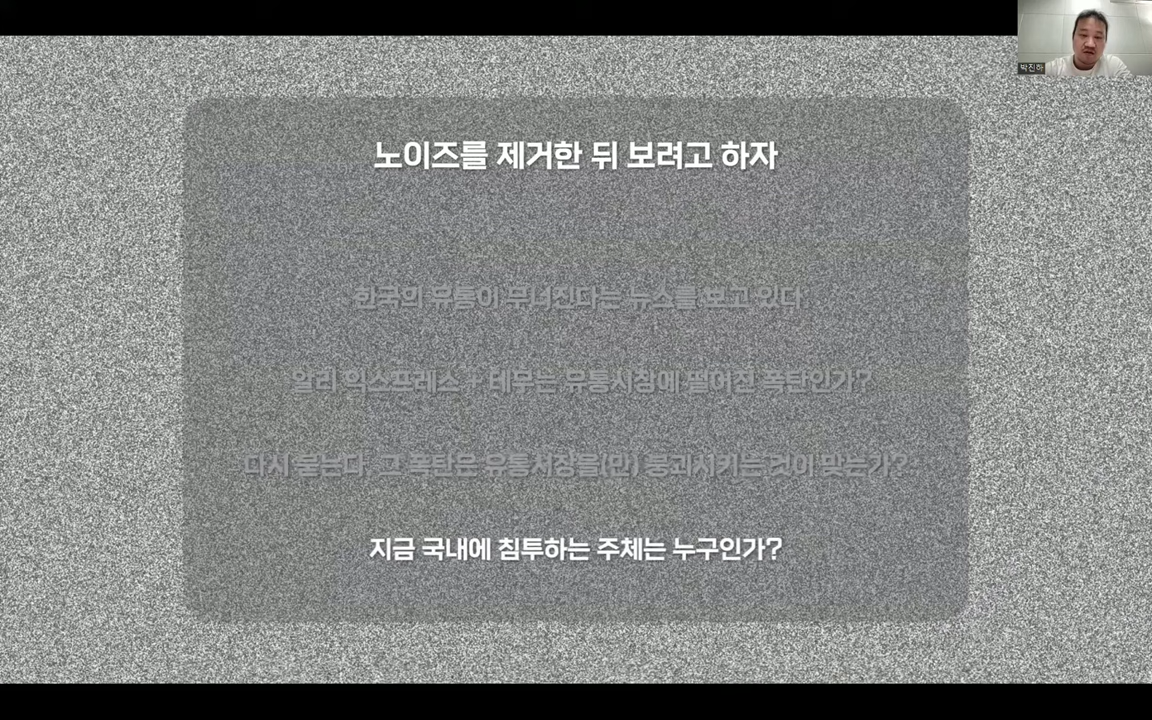 박진하
노이즈를 제거한 뒤 보려고 하자
한국의 유통이 무너진다는 뉴스를 보고 있다
알리 익스프레스 + 테무는 유통시장에 떨어진 폭탄인가?
다시 묻는다. 그 폭탄은 유통시장을(만) 붕괴시키는 것이 맞는가?
지금 국내에 침투하는 주체는 누구인가?